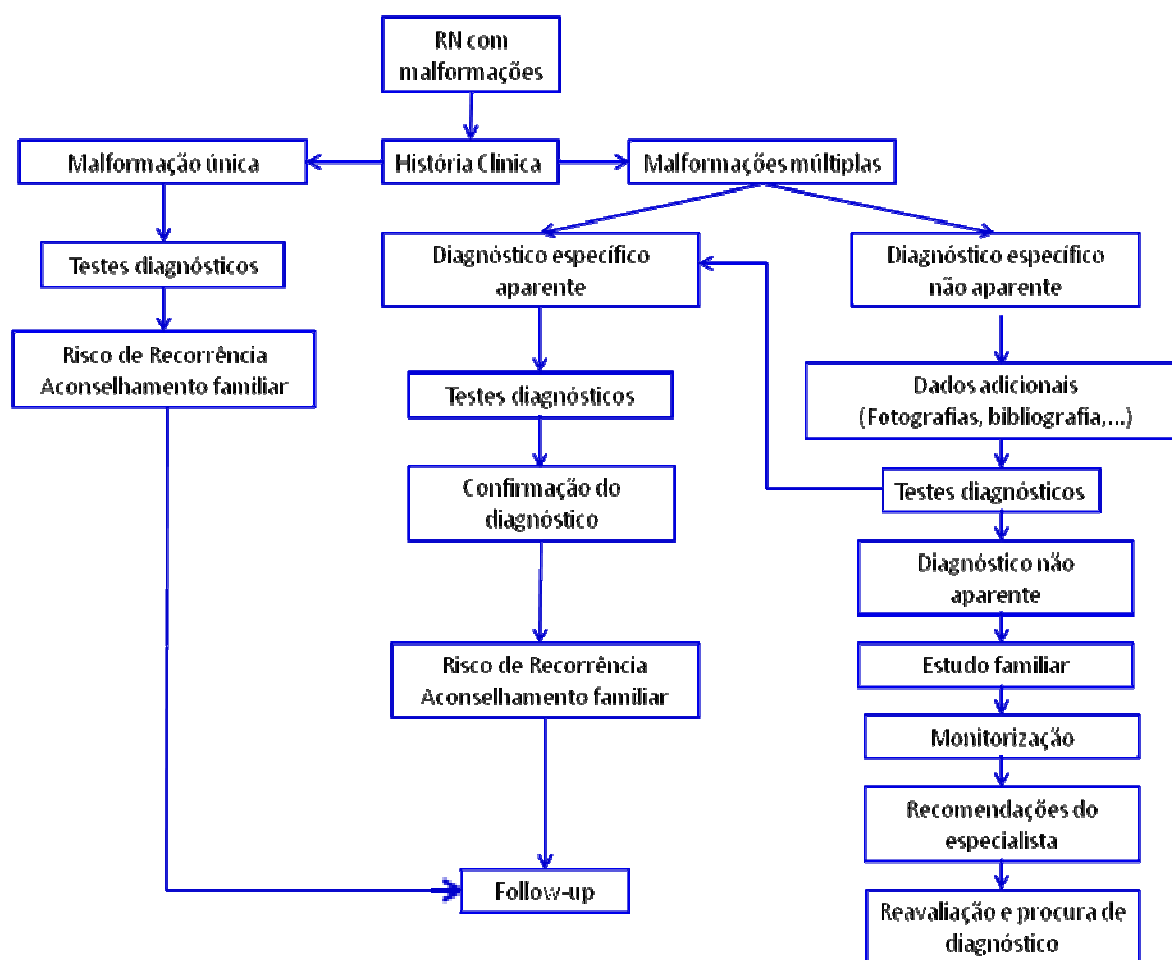 RN com
malformações
Malformação única
História Clínica
Malformações múltiplas
Testes diagnósticos
Risco de Recorrência
Aconselhamento familiar
Diagnóstico específico
aparente
Testes diagnósticos
Confirmação do
diagnóstico
Risco de Recorrência
Aconselhamento familiar
Follow-up
Diagnóstico específico
não aparente
Dados adicionais
(Fotografias, bibliografia,...)
Testes diagnósticos
Diagnóstico não
aparente
Estudo familiar
Monitorização
Recomendações do
especialista
Reavaliação e procura de
diagnóstico